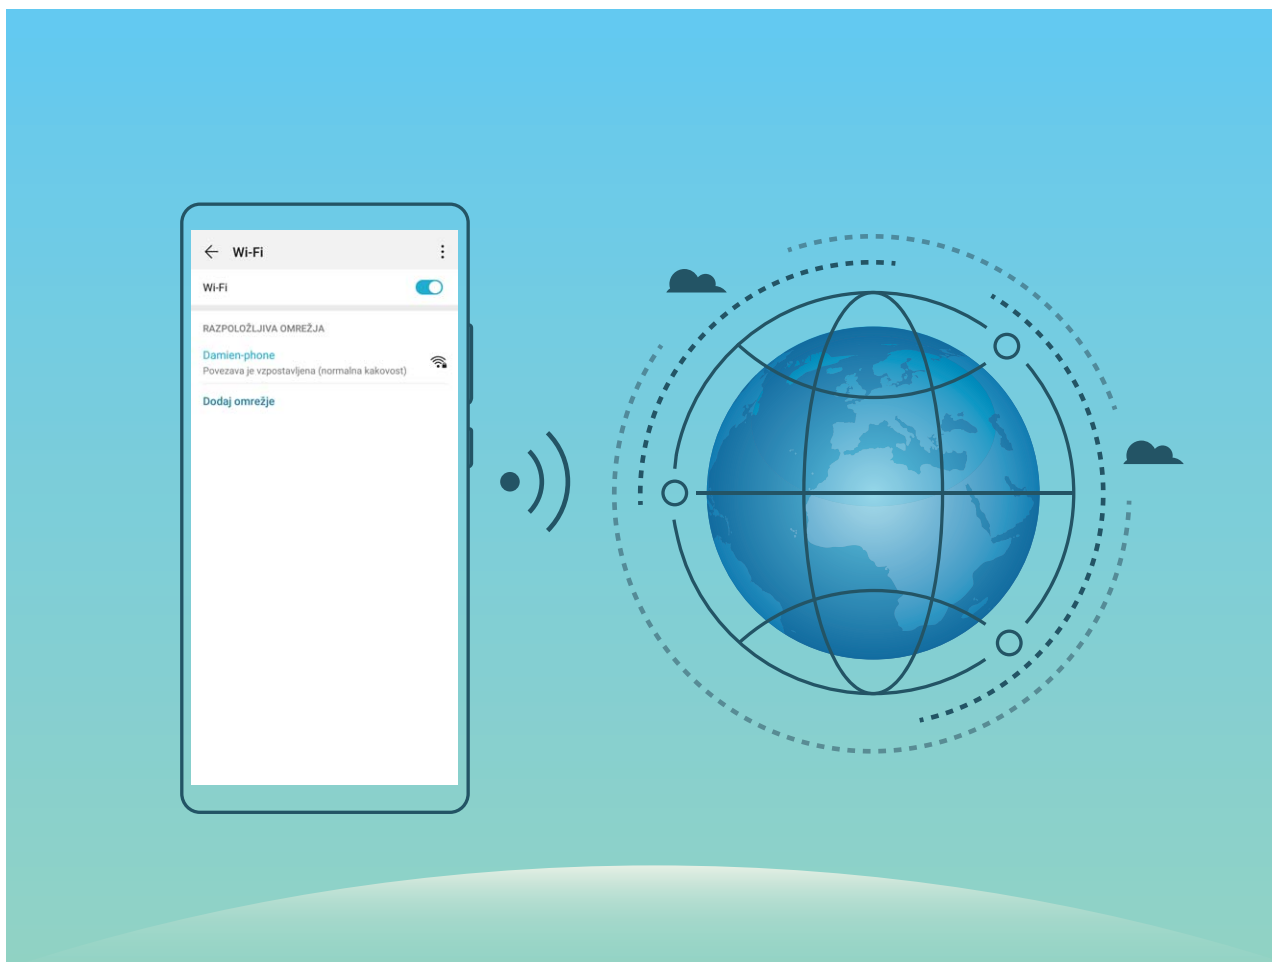 Wi-Fi
Wi-Fi
RAZPOLOŽLJIVA OMREŽJA
Damien-phone
Povezava je vzpostavljena (normalna kakovost)
Dodaj omrežje